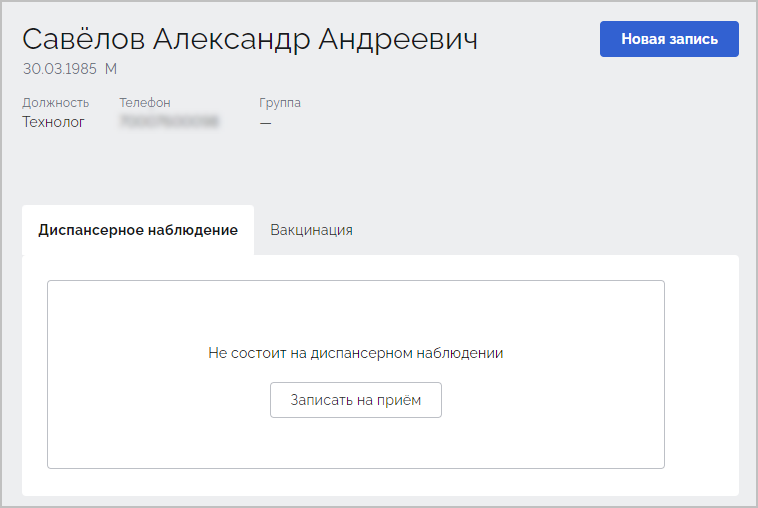 Савёлов Александр Андреевич
Новая запись
30.03.1985 М
Должность Телефон Группа
Технолог —
Диспансерное наблюдение Вакцинация
Не состоит на диспансерном наблюдении
Записать на приём